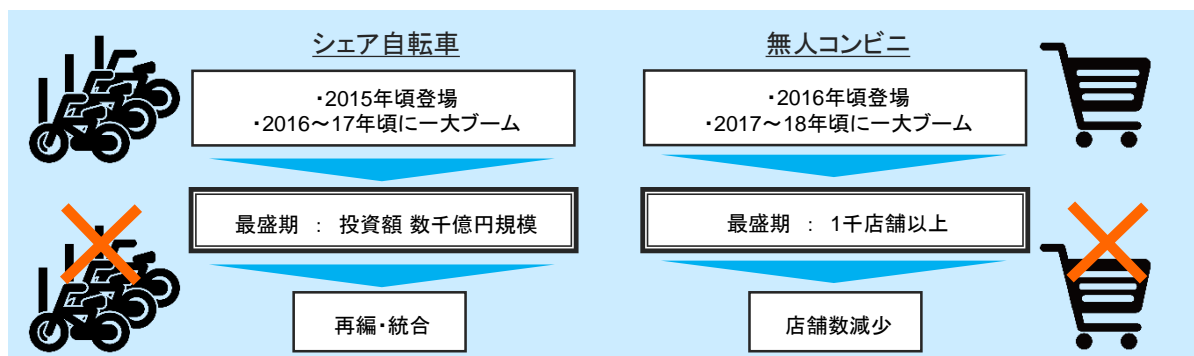 シェア自転車
・2015年頃登場
・2016～17年頃に一大ブーム
最盛期 ： 投資額 数千億円規模
再編・統合
無人コンビニ
・2016年頃登場
・2017～18年頃に一大ブーム
最盛期 ： 1千店舗以上
店舗数減少